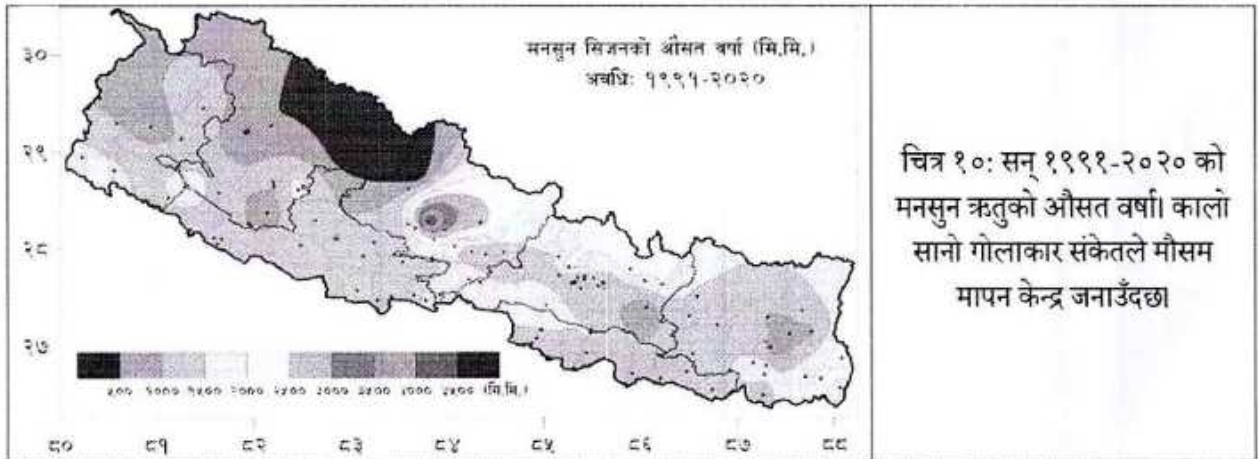 मनसुन सिजनको औसत वर्षा (मि.मि.)
अवधिः १९९१-२०२०
३०
२९
२८
२७
(मि.मि.)
८० ८१ ८२ ८३ ८४ ८५ ८६ ८७ ८८
चित्र १०: सन् १९९१-२०२० को
मनसुन ऋतुको औसत वर्षा। कालो
सानो गोलाकार संकेतले मौसम
मापन केन्द्र जनाउँदछ।